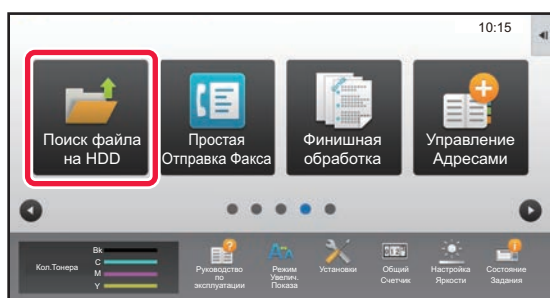 10:15
Поиск файла
на HDD
Простая
Отправка Факса
Финишная
обработка
Управление
Адресами
Кол.Тонера
Bk
C
M
Y
Руководство
по
эксплуатации
Режим
Увелич.
Показа
Установки
Общий
Счетчик
Настройка
Яркости
Состояние
Задания